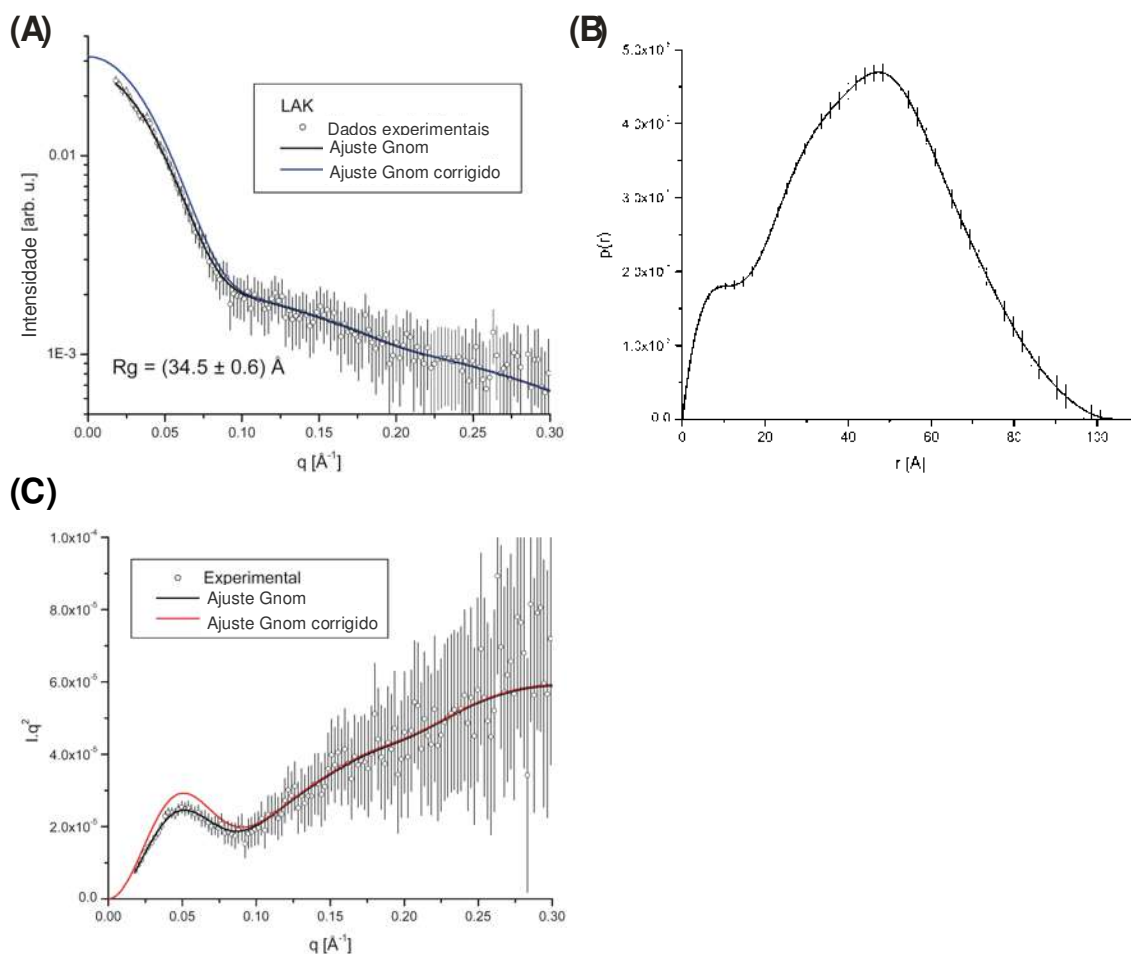 (A)
LAK
Dados experimentais
Ajuste Gnom
Ajuste Gnom corrigido
0.01
1E-3
Intensidade [arb. u.]
Rg = (34.5 ± 0.6) Å
0.00 0.05 0.10 0.15 0.20 0.25 0.30
q [Å⁻¹]
(B)
p(r)
0.0
0 20 40 60 80 100
r [Å]
(C)
1.0x10⁻⁴
8.0x10⁻⁵
6.0x10⁻⁵
4.0x10⁻⁵
2.0x10⁻⁵
0.0
I.q²
Experimental
Ajuste Gnom
Ajuste Gnom corrigido
0.00 0.05 0.10 0.15 0.20 0.25 0.30
q [Å⁻¹]